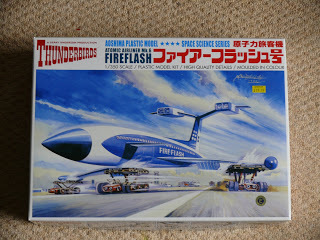 THUNDERBIRDS
AOSHIMA PLASTIC MODEL ★★★★ SPACE SCIENCE SERIES
ATOMIC AIRLINER No.6
FIREFLASH
原子力旅客機
ファイアーフラッシュ号
1/350 SCALE / PLASTIC MODEL KIT / HIGH QUALITY DETAILS / MOULDED IN COLOUR
FIREFLASH